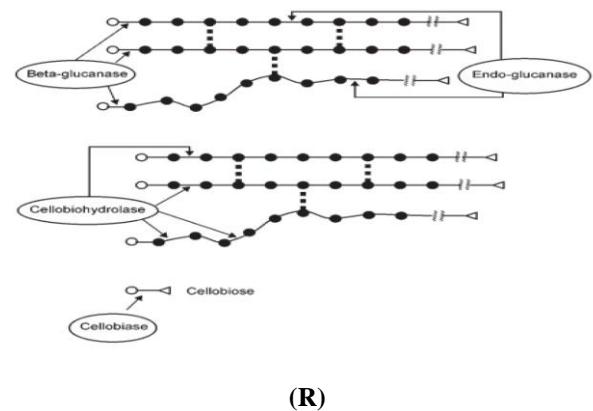 Beta-glucanase
Endo-glucanase
Cellobiohydrolase
Cellobiose
Cellobiase
(R)